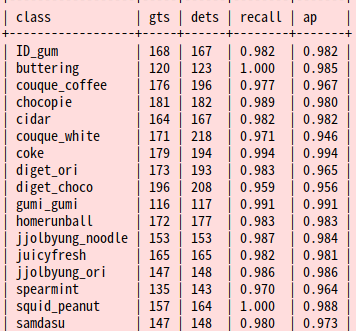 | class | gts | dets | recall | ap |
+-----------------+-----+------+--------+-------+
| ID_gum | 168 | 167 | 0.982 | 0.982 |
| buttering | 120 | 123 | 1.000 | 0.985 |
| couque_coffee | 176 | 196 | 0.977 | 0.967 |
| chocopie | 181 | 182 | 0.989 | 0.980 |
| cidar | 164 | 167 | 0.982 | 0.982 |
| couque_white | 171 | 218 | 0.971 | 0.946 |
| coke | 179 | 194 | 0.994 | 0.994 |
| diget_ori | 173 | 193 | 0.983 | 0.965 |
| diget_choco | 196 | 208 | 0.959 | 0.956 |
| gumi_gumi | 116 | 117 | 0.991 | 0.991 |
| homerunball | 172 | 177 | 0.983 | 0.983 |
| jjolbyung_noodle | 153 | 153 | 0.987 | 0.984 |
| juicyfresh | 165 | 165 | 0.982 | 0.981 |
| jjolbyung_ori | 147 | 148 | 0.986 | 0.986 |
| spearmint | 135 | 143 | 0.970 | 0.964 |
| squid_peanut | 157 | 164 | 1.000 | 0.988 |
| samdasu | 147 | 148 | 0.980 | 0.973 |